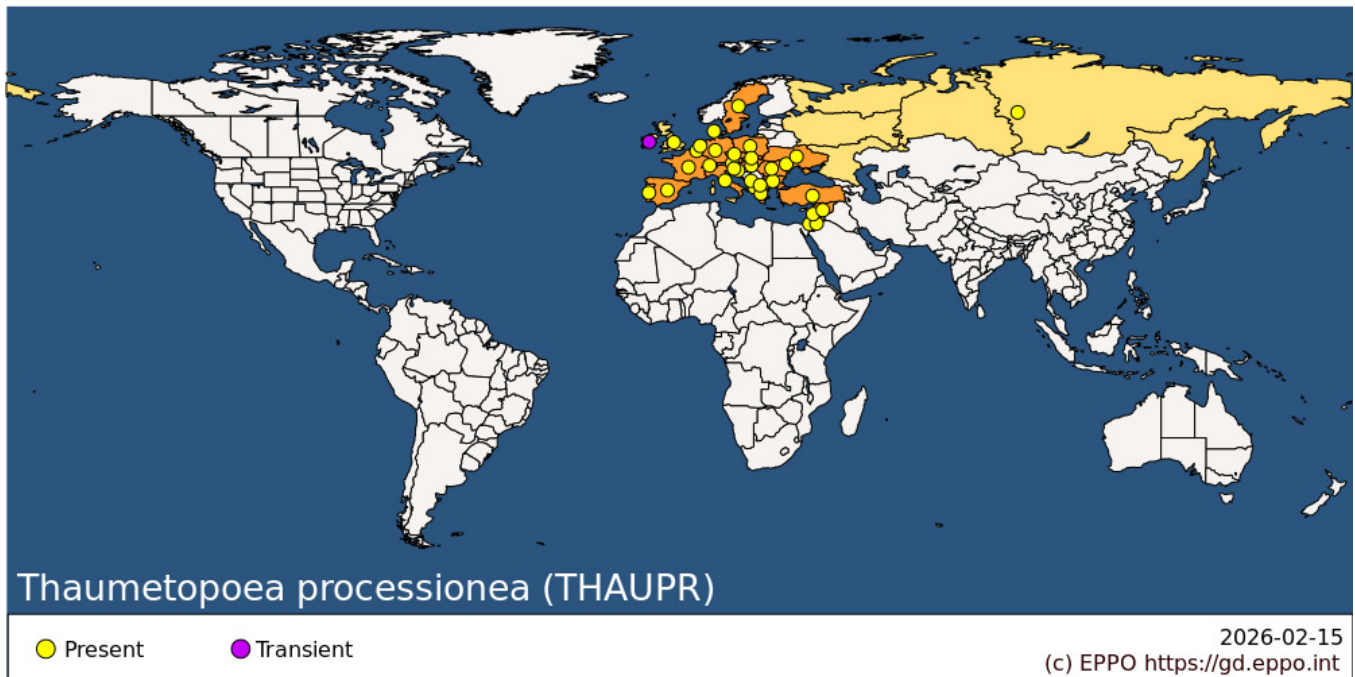 Thaumetopoea processionea (THAUPR)
Present
Transient
2026-02-15
(c) EPPO https://gd.eppo.int